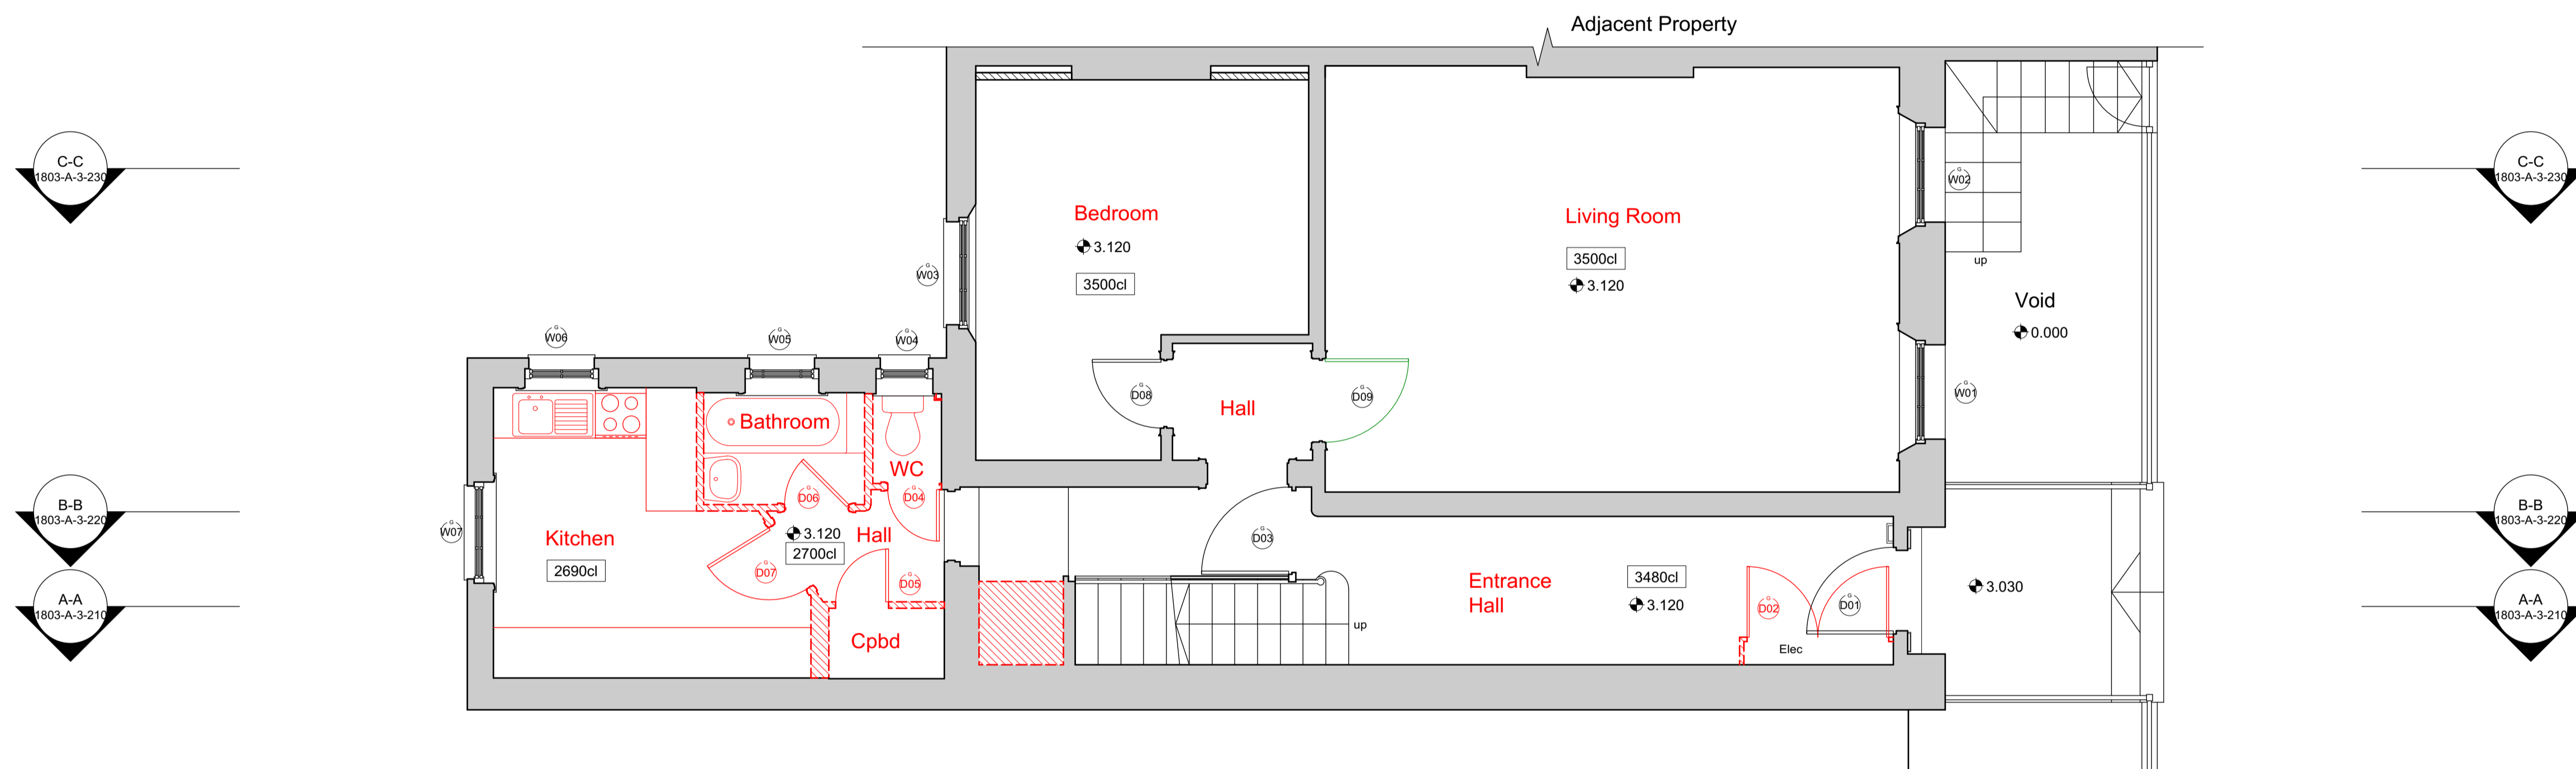 Adjacent Property
C-C
1803-A-3-230
C-C
1803-A-3-230
G
W02
Bedroom
Living Room
3.120
3500cl
3500cl
3.120
up
Void
0.000
G
W03
G
W06
G
W05
G
W04
G
D08
G
D09
G
W01
Hall
Bathroom
WC
G
D06
G
D04
B-B
1803-A-3-220
B-B
1803-A-3-220
G
W07
Kitchen
2690cl
3.120
2700cl
Hall
G
D07
G
D05
G
D03
Entrance
Hall
3480cl
3.120
G
D02
G
D01
3.030
A-A
1803-A-3-210
A-A
1803-A-3-210
up
Cpbd
Elec